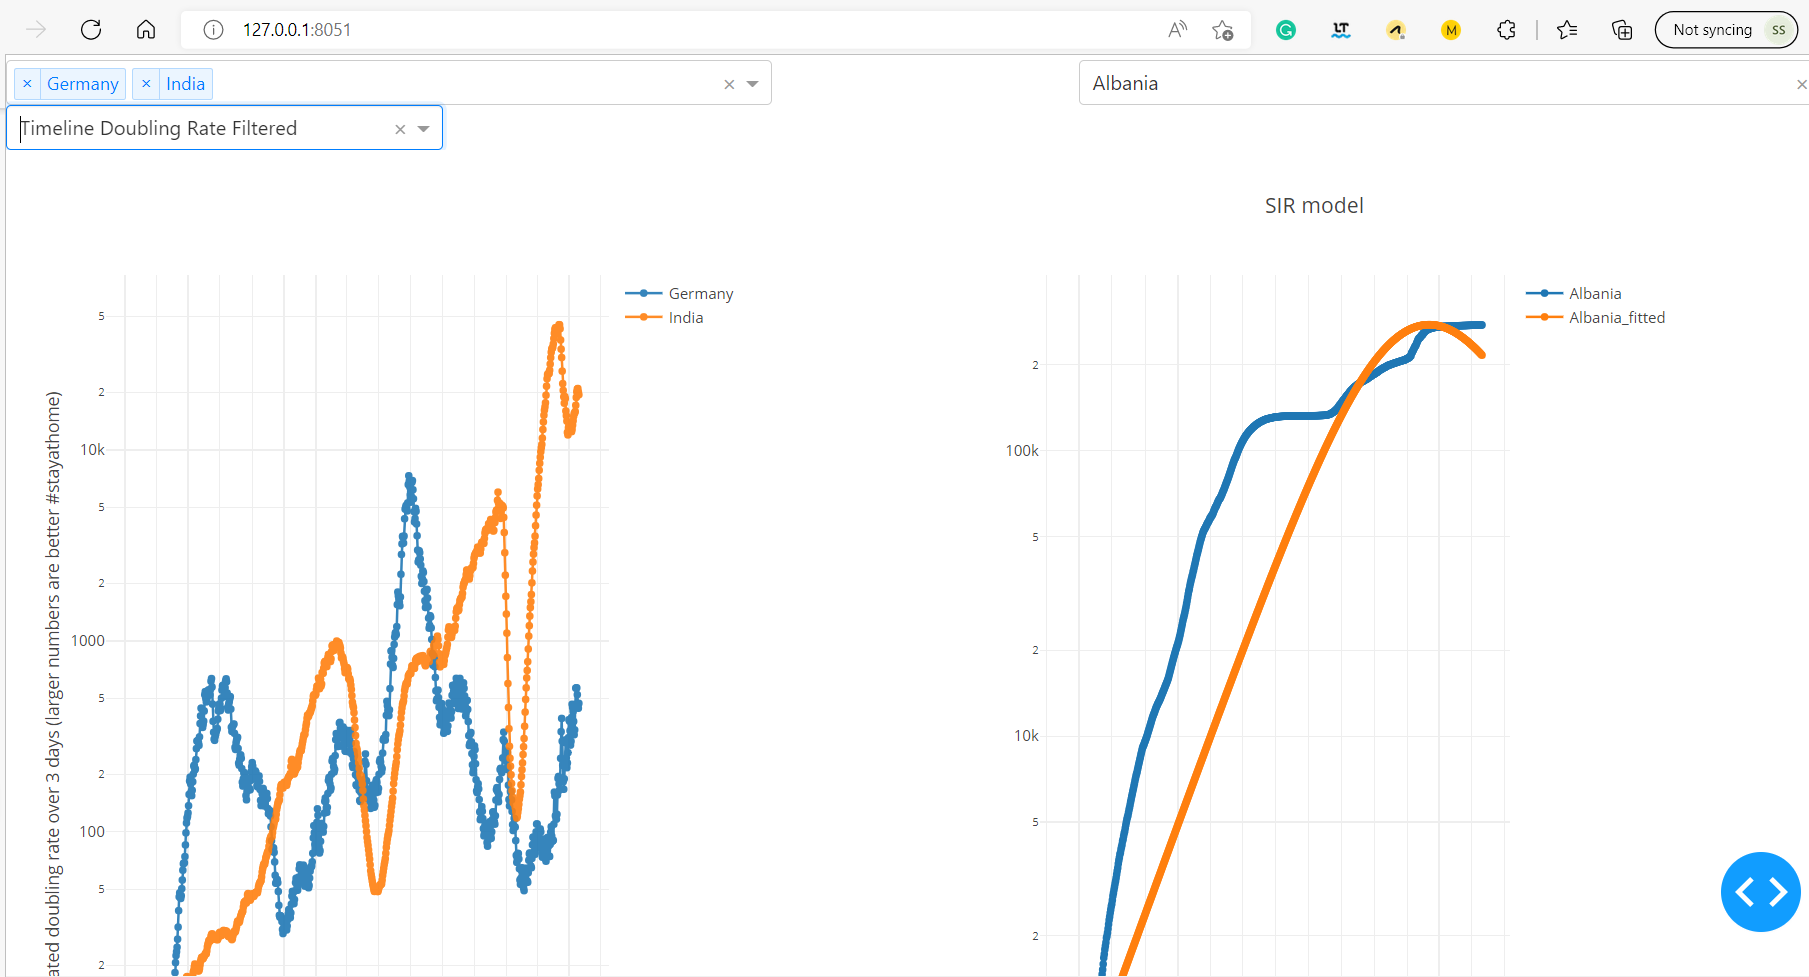 127.0.0.1:8051
Not syncing
SS
× Germany × India
Albania
Timeline Doubling Rate Filtered
SIR model
Germany
India
5
2
10k
5
2
1000
5
2
100
5
2
ated doubling rate over 3 days (larger numbers are better #stayathome)
Albania
Albania_fitted
2
100k
5
2
10k
5
2